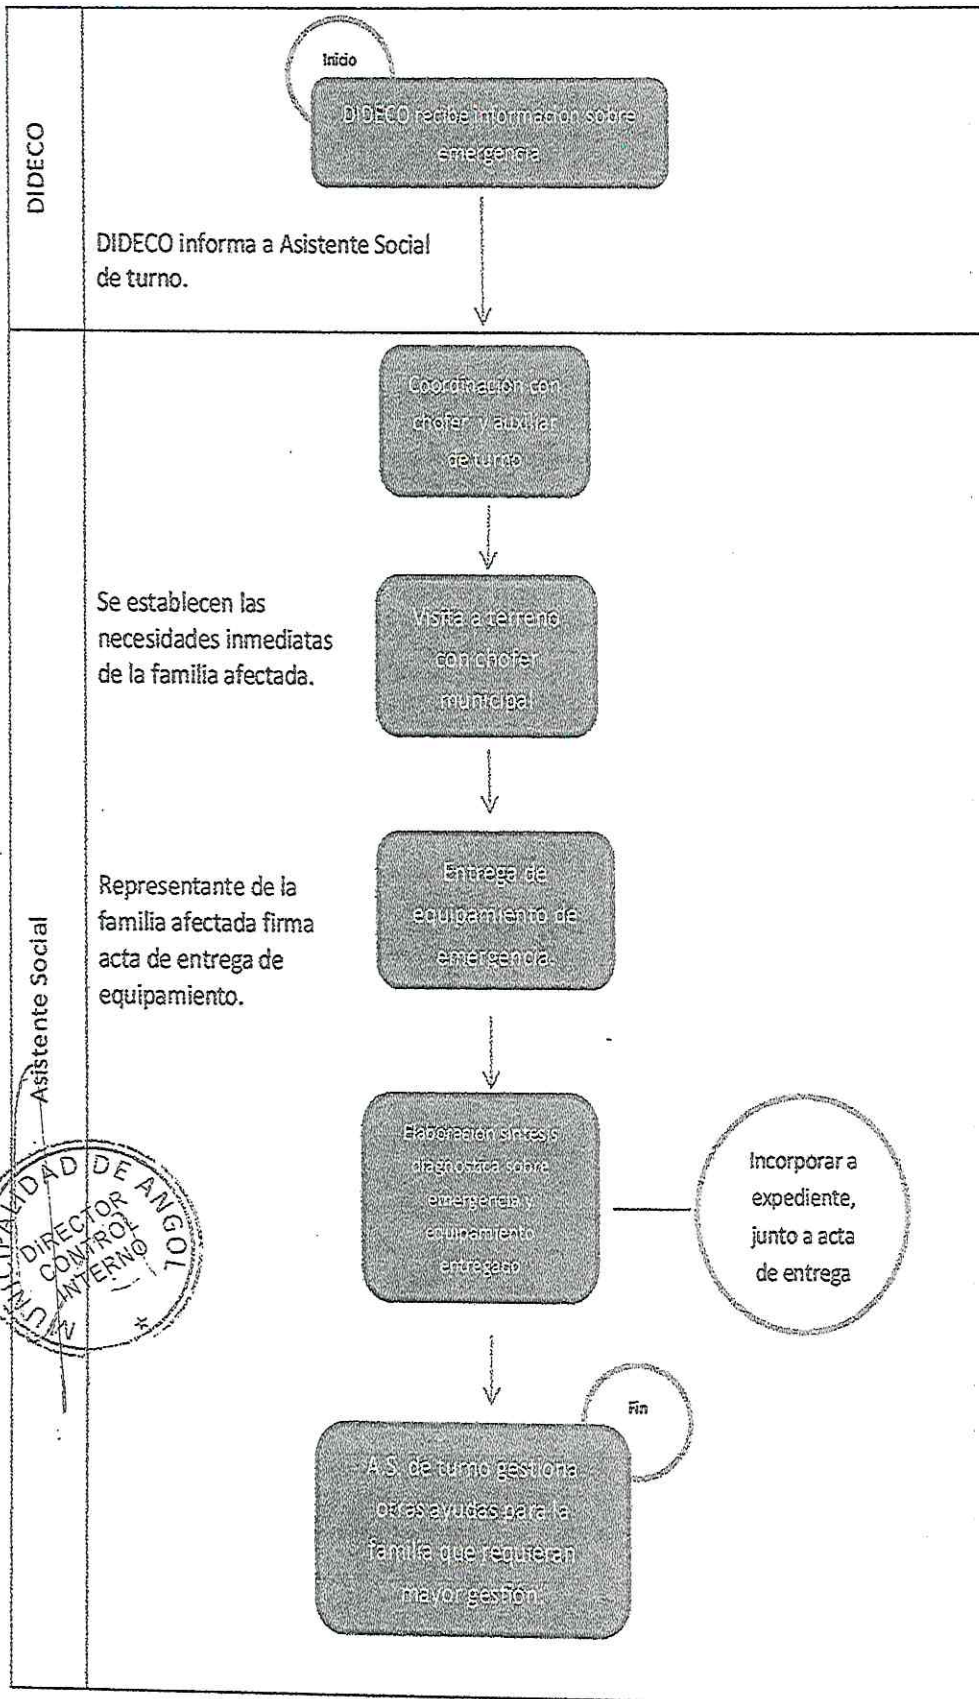 DIDECO
Inicio
DIDECO recibe información sobre
emergencia
DIDECO informa a Asistente Social
de turno.
Asistente Social
Coordinación con
chofer y auxiliar
de turno
Se establecen las
necesidades inmediatas
de la familia afectada.
Visita a terreno
con chofer
municipal
Representante de la
familia afectada firma
acta de entrega de
equipamiento.
Entrega de
equipamiento de
emergencia.
Elaboración síntesis
diagnostica sobre
emergencia y
equipamiento
entregado
Incorporar a
expediente,
junto a acta
de entrega
MUNICIPALIDAD DE ANGOL
DIRECTOR
CONTROL
INTERNO
Fin
A.S. de turno gestiona
otras ayudas para la
familia que requieran
mayor gestión.